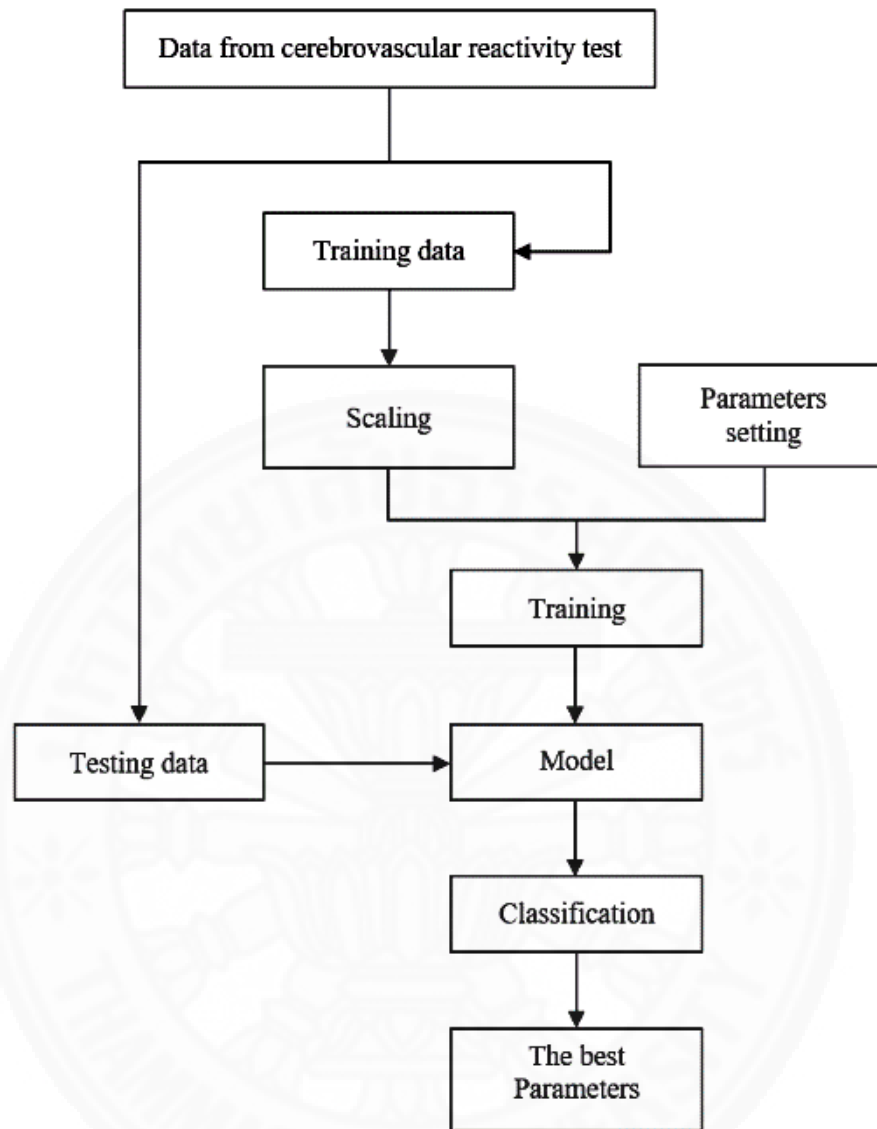 Data from cerebrovascular reactivity test
Training data
Scaling
Parameters
setting
Training
Testing data
Model
Classification
The best
Parameters